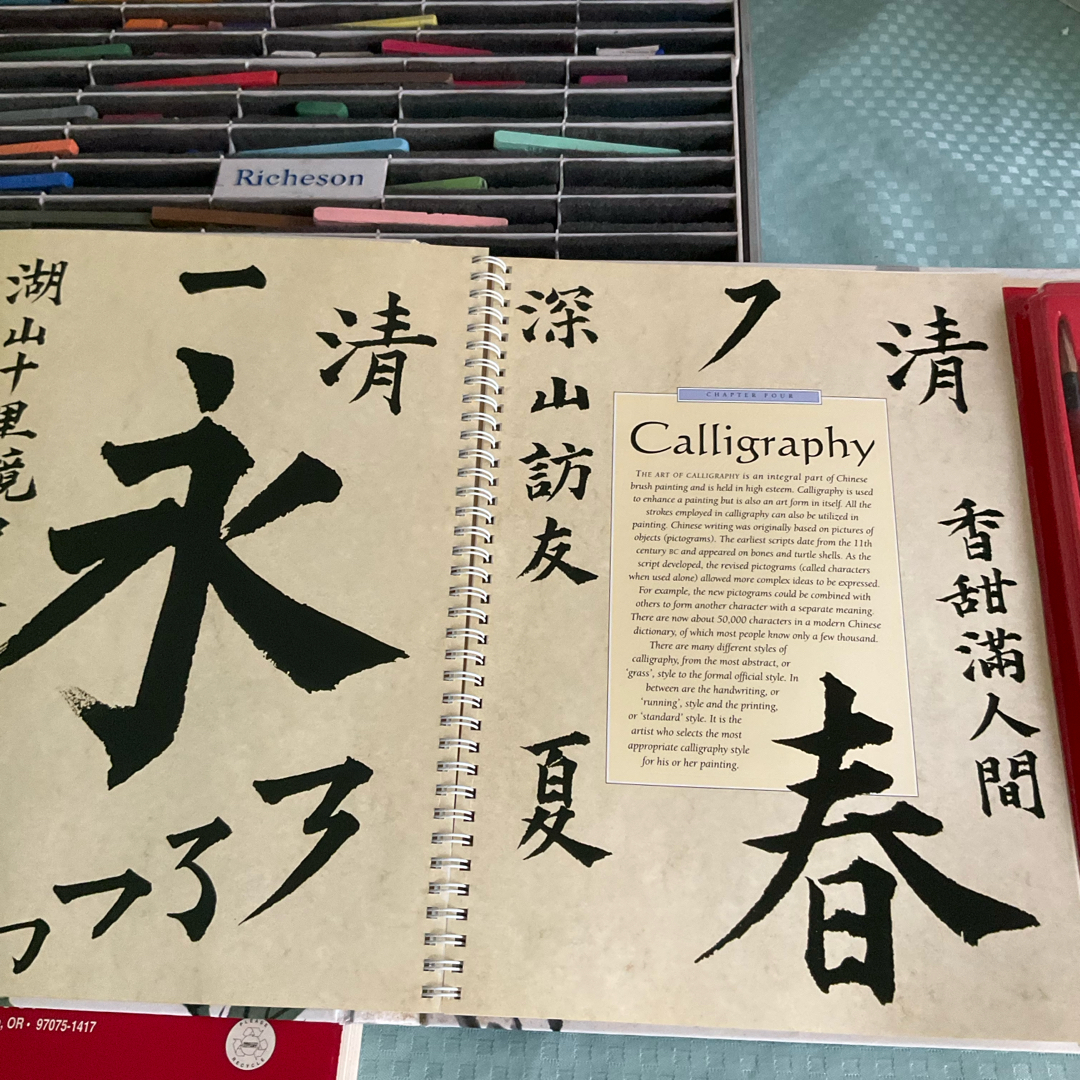 Richeson
湖山十里鏡
一
清
永
深山訪友
夏
清
香甜滿人間
春
CHAPTER FOUR
Calligraphy
THE ART OF CALLIGRAPHY is an integral part of Chinese
brush painting and is held in high esteem. Calligraphy is used
to enhance a painting but is also an art form in itself. All the
strokes employed in calligraphy can also be utilized in
painting. Chinese writing was originally based on pictures of
objects (pictograms). The earliest scripts date from the 11th
century BC and appeared on bones and turtle shells. As the
script developed, the revised pictograms (called characters
when used alone) allowed more complex ideas to be expressed.
For example, the new pictograms could be combined with
others to form another character with a separate meaning.
There are now about 50,000 characters in a modern Chinese
dictionary, of which most people know only a few thousand.
There are many different styles of
calligraphy, from the most abstract, or
'grass', style to the formal official style. In
between are the handwriting, or
'running', style and the printing,
or 'standard' style. It is the
artist who selects the most
appropriate calligraphy style
for his or her painting.
, OR • 97075-1417
PLEASE
RECYCLE